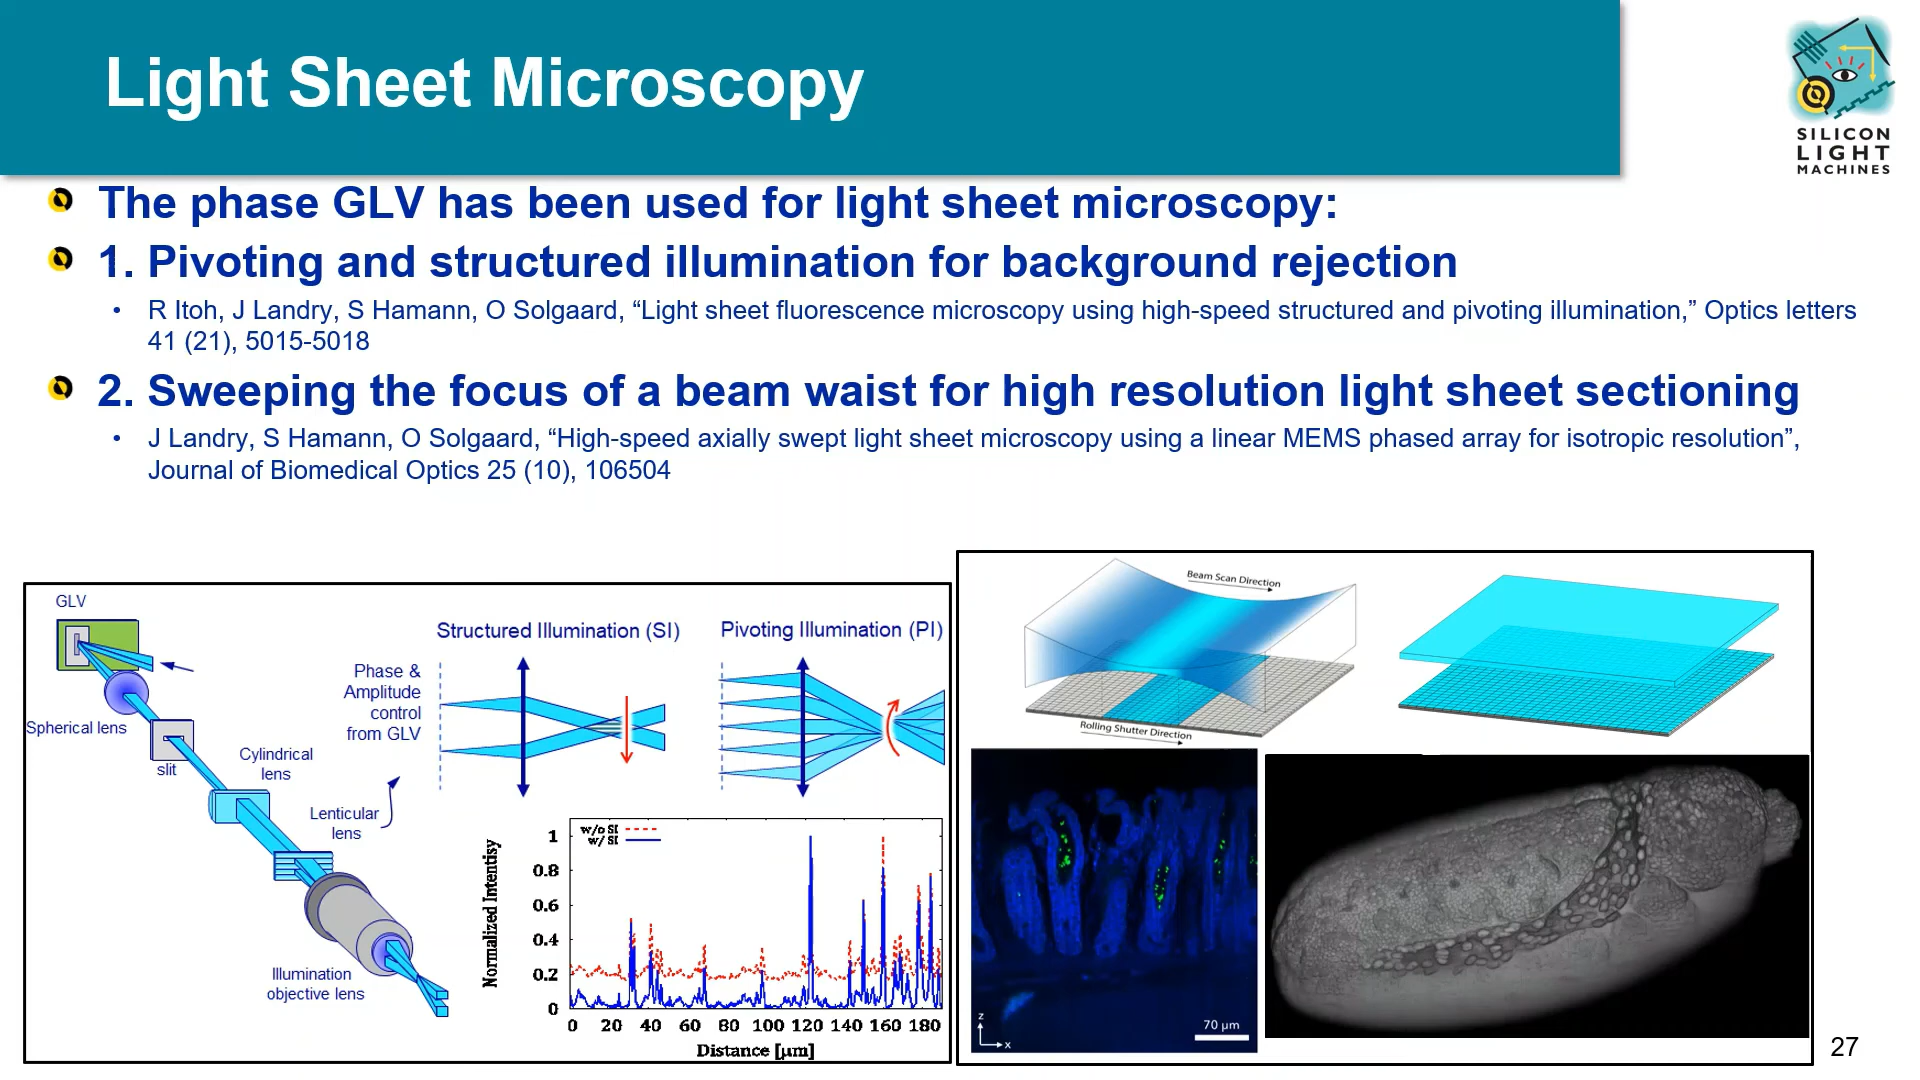 Light Sheet Microscopy
SILICON
LIGHT
MACHINES
The phase GLV has been used for light sheet microscopy:
1. Pivoting and structured illumination for background rejection
• R Itoh, J Landry, S Hamann, O Solgaard, “Light sheet fluorescence microscopy using high-speed structured and pivoting illumination,” Optics letters
41 (21), 5015-5018
2. Sweeping the focus of a beam waist for high resolution light sheet sectioning
• J Landry, S Hamann, O Solgaard, “High-speed axially swept light sheet microscopy using a linear MEMS phased array for isotropic resolution”,
Journal of Biomedical Optics 25 (10), 106504
GLV
Spherical lens
slit
Cylindrical
lens
Lenticular
lens
Illumination
objective lens
Phase &
Amplitude
control
from GLV
Structured Illumination (SI)
Pivoting Illumination (PI)
w/o SI
w/ SI
Normalized Intentisy
1
0.8
0.6
0.4
0.2
0
0 20 40 60 80 100 120 140 160 180
Distance [μm]
Beam Scan Direction
Rolling Shutter Direction
z
x
70 μm
27